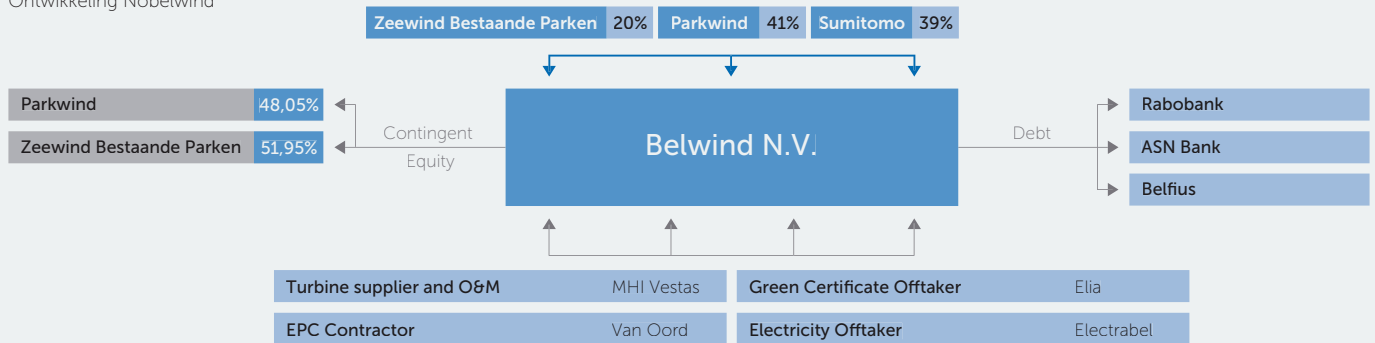 Ontwikkeling Nobelwind
Zeewind Bestaande Parken 20% Parkwind 41% Sumitomo 39%
Parkwind 48,05%
Zeewind Bestaande Parken 51,95%
Contingent
Equity
Belwind N.V.
Debt
Rabobank
ASN Bank
Belfius
Turbine supplier and O&M MHI Vestas Green Certificate Offtaker Elia
EPC Contractor Van Oord Electricity Offtaker Electrabel